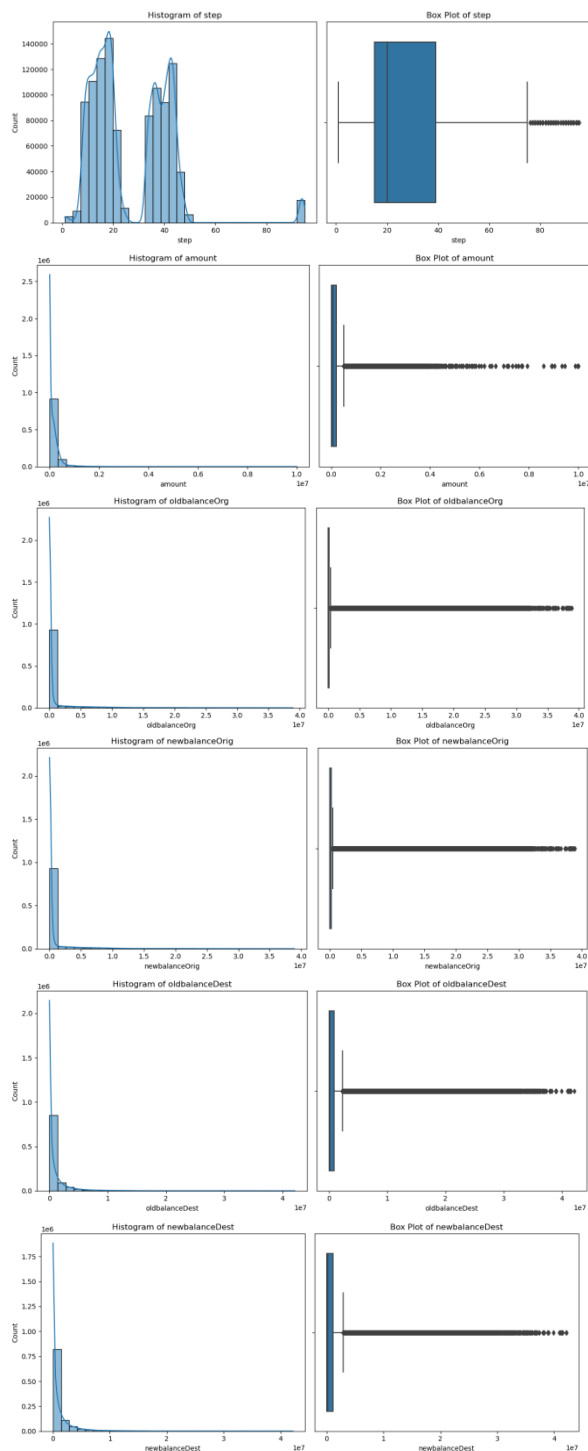 Histogram of step
Box Plot of step
140000
120000
100000
80000
60000
40000
20000
0
Count
0 20 40 60 80
step
0 20 40 60 80
step
Histogram of amount
Box Plot of amount
1e6
2.5
2.0
1.5
1.0
0.5
0.0
Count
0.0 0.2 0.4 0.6 0.8 1.0
1e7
amount
0.0 0.2 0.4 0.6 0.8 1.0
1e7
amount
Histogram of oldbalanceOrg
Box Plot of oldbalanceOrg
1e6
2.0
1.5
1.0
0.5
0.0
Count
0.0 0.5 1.0 1.5 2.0 2.5 3.0 3.5 4.0
1e7
oldbalanceOrg
0.0 0.5 1.0 1.5 2.0 2.5 3.0 3.5 4.0
1e7
oldbalanceOrg
Histogram of newbalanceOrig
Box Plot of newbalanceOrig
1e6
2.0
1.5
1.0
0.5
0.0
Count
0.0 0.5 1.0 1.5 2.0 2.5 3.0 3.5 4.0
1e7
newbalanceOrig
0.0 0.5 1.0 1.5 2.0 2.5 3.0 3.5 4.0
1e7
newbalanceOrig
Histogram of oldbalanceDest
Box Plot of oldbalanceDest
1e6
2.0
1.5
1.0
0.5
0.0
Count
0 1 2 3 4
1e7
oldbalanceDest
0 1 2 3 4
1e7
oldbalanceDest
Histogram of newbalanceDest
Box Plot of newbalanceDest
1e6
1.75
1.50
1.25
1.00
0.75
0.50
0.25
0.00
Count
0 1 2 3 4
1e7
newbalanceDest
0 1 2 3 4
1e7
newbalanceDest